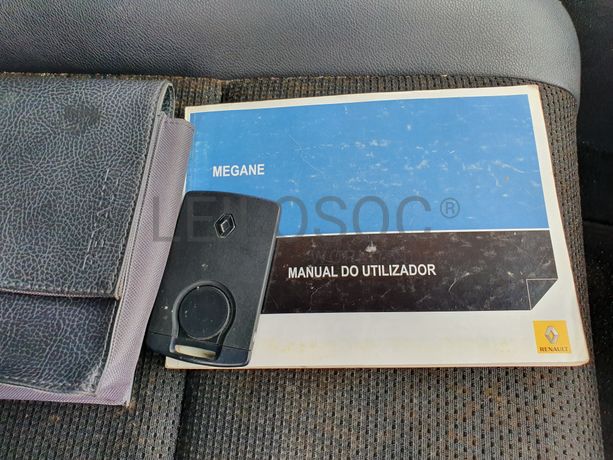 MEGANE
LEILOSOC®
MANUAL DO UTILIZADOR
RENAULT